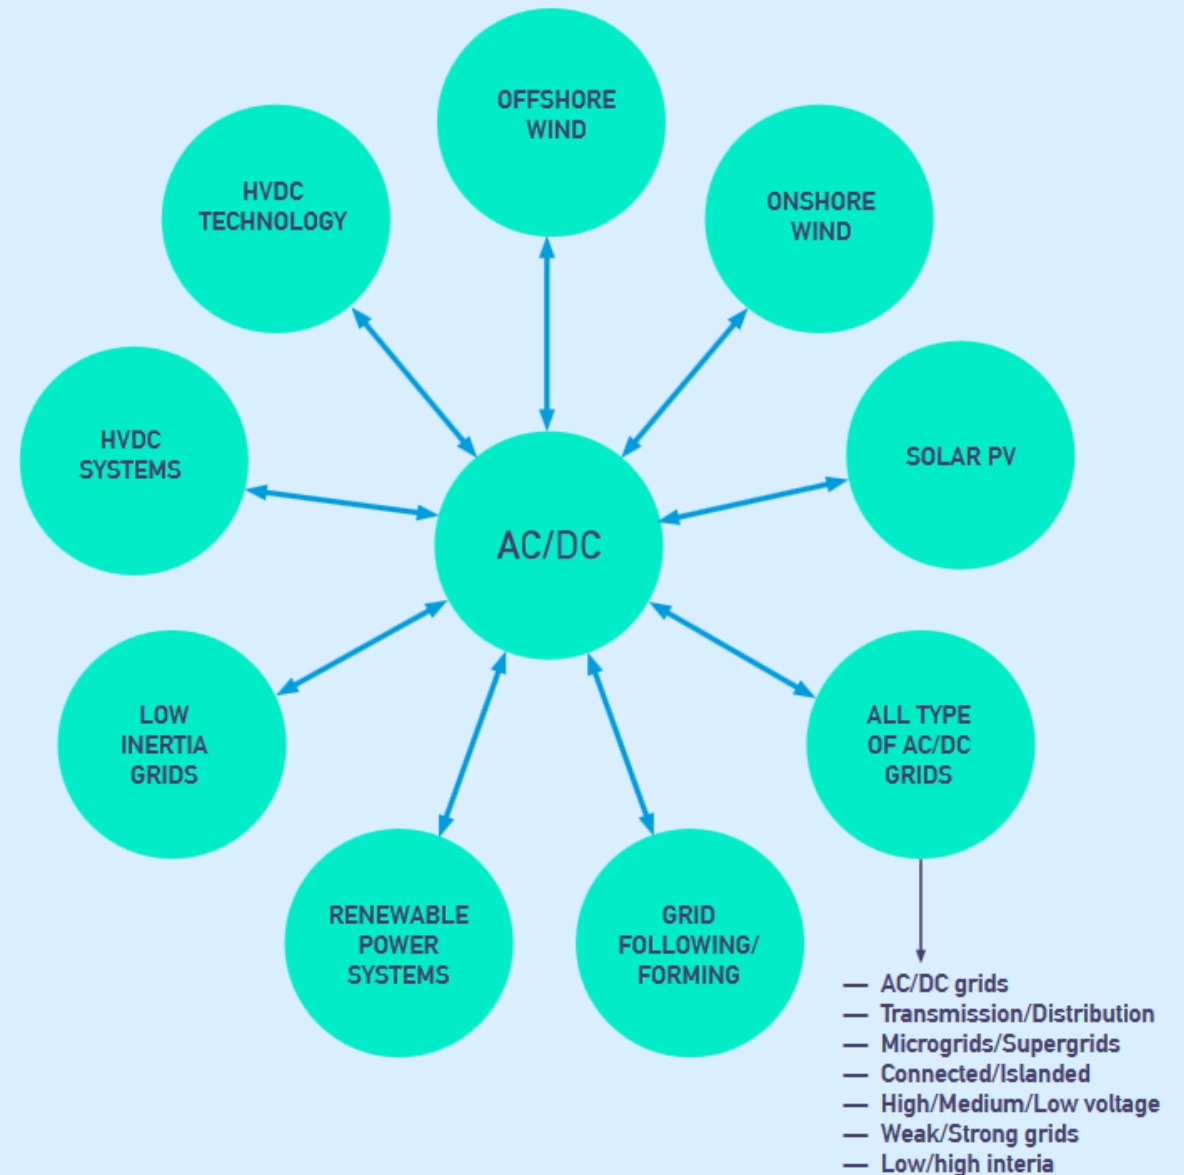 OFFSHORE
WIND
HVDC
TECHNOLOGY
ONSHORE
WIND
HVDC
SYSTEMS
SOLAR PV
AC/DC
LOW
INERTIA
GRIDS
ALL TYPE
OF AC/DC
GRIDS
RENEWABLE
POWER
SYSTEMS
GRID
FOLLOWING/
FORMING
— AC/DC grids
— Transmission/Distribution
— Microgrids/Supergrids
— Connected/Islanded
— High/Medium/Low voltage
— Weak/Strong grids
— Low/high interia